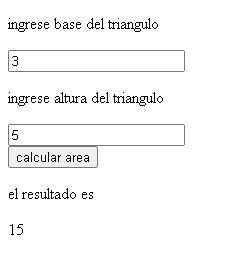 ingrese base del triangulo
3
ingrese altura del triangulo
5
calcular area
el resultado es
15